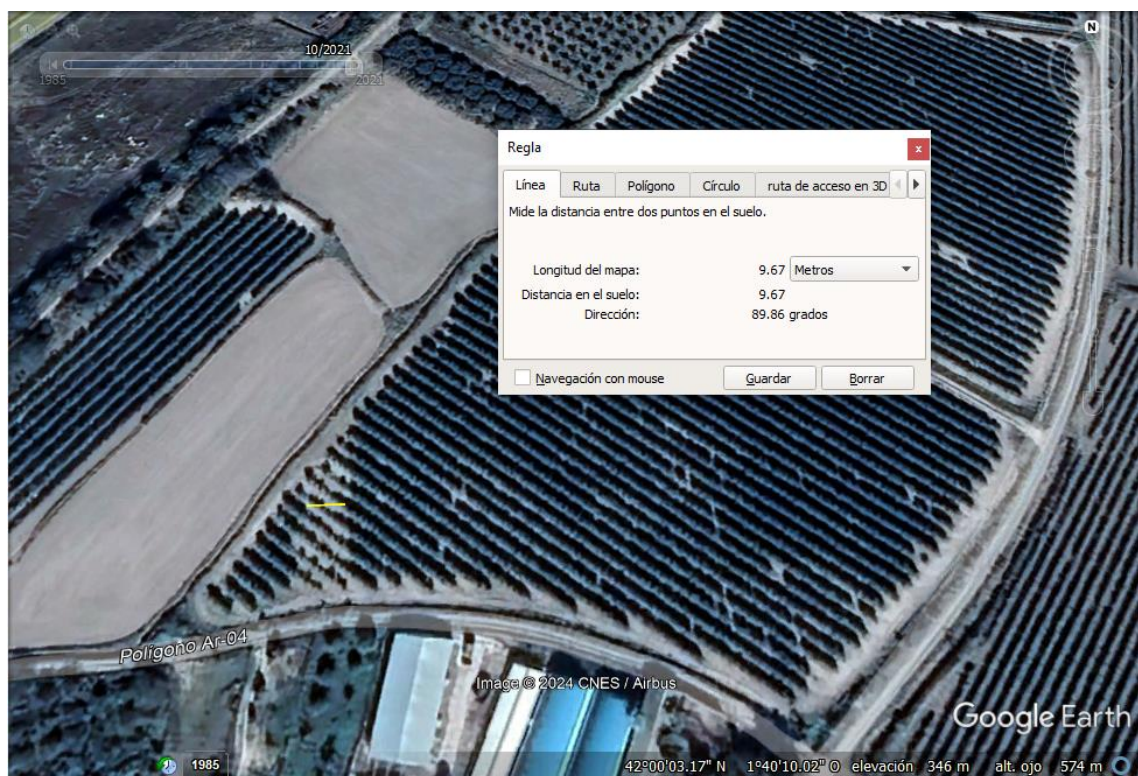 N
10/2021
1985
2021
Regla
x
Línea Ruta Polígono Círculo ruta de acceso en 3D
Mide la distancia entre dos puntos en el suelo.
Longitud del mapa: 9.67 Metros
Distancia en el suelo: 9.67
Dirección: 89.86 grados
Navegación con mouse Guardar Borrar
Polígono Ar-04
Image © 2024 CNES / Airbus
Google Earth
1985
42°00'03.17" N 1°40'10.02" O elevación 346 m alt. ojo 574 m